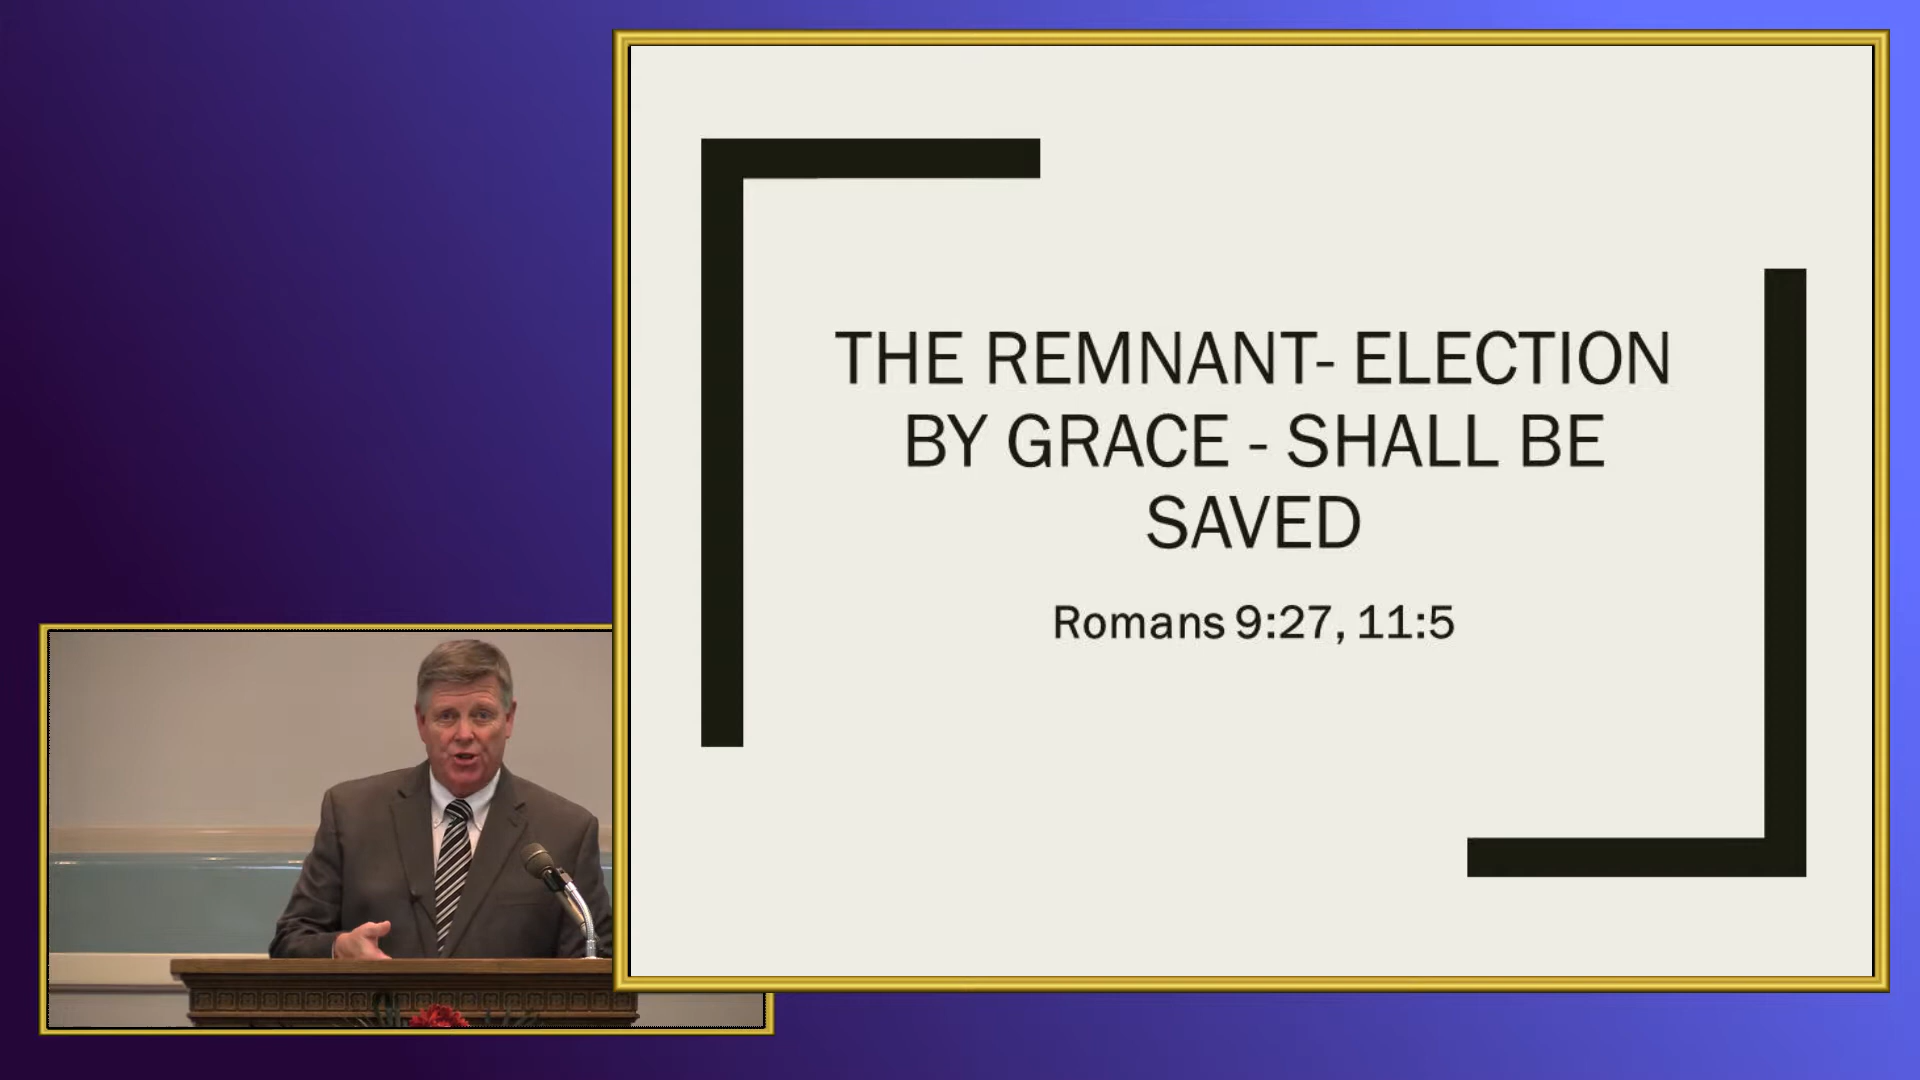 THE REMNANT- ELECTION
BY GRACE - SHALL BE
SAVED
Romans 9:27, 11:5